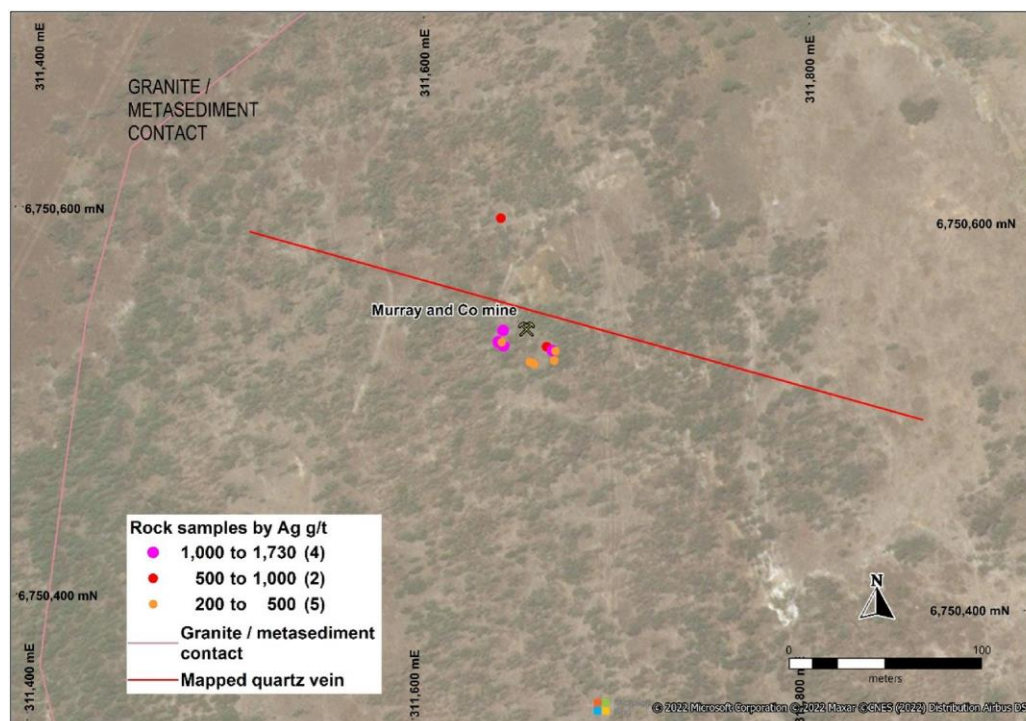 311,400 mE
311,600 mE
311,800 mE
GRANITE /
METASEDIMENT
CONTACT
6,750,600 mN
6,750,600 mN
Murray and Co mine
Rock samples by Ag g/t
1,000 to 1,730 (4)
500 to 1,000 (2)
200 to 500 (5)
Granite / metasediment
contact
Mapped quartz vein
6,750,400 mN
N
6,750,400 mN
0
100
meters
311,400 mE
311,600 mE
311,800 mE
© 2022 Microsoft Corporation © 2022 Maxar ©CNES (2022) Distribution Airbus DS